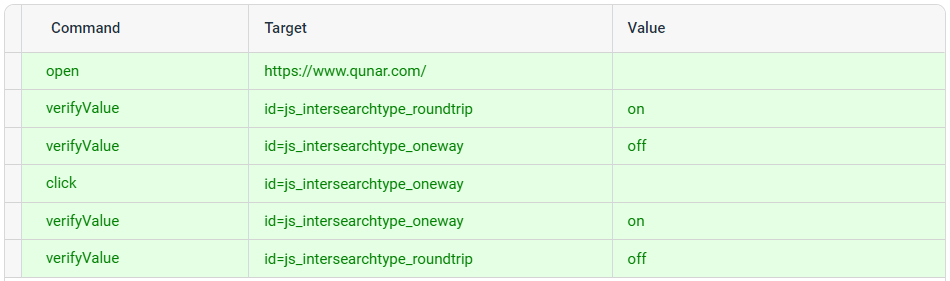 Command Target Value
open https://www.qunar.com/
verifyValue id=js_intersearchtype_roundtrip on
verifyValue id=js_intersearchtype_oneway off
click id=js_intersearchtype_oneway
verifyValue id=js_intersearchtype_oneway on
verifyValue id=js_intersearchtype_roundtrip off